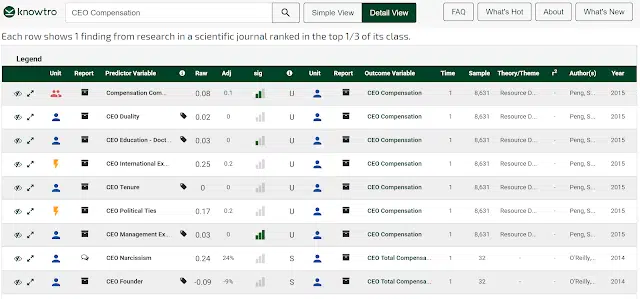 knowtro CEO Compensation Simple View Detail View FAQ What's Hot About What's New
Each row shows 1 finding from research in a scientific journal ranked in the top 1/3 of its class.
Legend
Unit Report Predictor Variable Raw Adj sig Unit Report Outcome Variable Time Sample Theory/Theme r² Author(s) Year
Compensation Com... 0.08 0.1 U CEO Compensation 1 8,631 Resource D... - Peng, S... 2015
CEO Duality 0.02 0 U CEO Compensation 1 8,631 Resource D... - Peng, S... 2015
CEO Education - Doct... 0.03 0 U CEO Compensation 1 8,631 Resource D... - Peng, S... 2015
CEO International Ex... 0.25 0.2 U CEO Compensation 1 8,631 Resource D... - Peng, S... 2015
CEO Tenure 0 0 U CEO Compensation 1 8,631 Resource D... - Peng, S... 2015
CEO Political Ties 0.17 0.2 U CEO Compensation 1 8,631 Resource D... - Peng, S... 2015
CEO Management Ex... 0.03 0 U CEO Compensation 1 8,631 Resource D... - Peng, S... 2015
CEO Narcissism 0.24 24% S CEO Total Compensa... 1 32 - - O'Reilly,... 2014
CEO Founder -0.09 -9% S CEO Total Compensa... 1 32 - - O'Reilly,... 2014